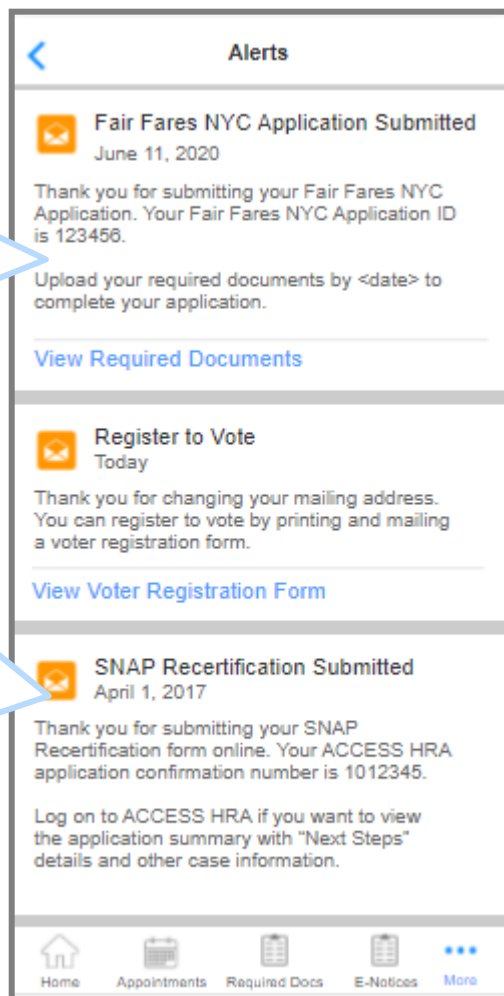 Alerts
Fair Fares NYC Application Submitted
June 11, 2020
Thank you for submitting your Fair Fares NYC
Application. Your Fair Fares NYC Application ID
is 123456.
Upload your required documents by <date> to
complete your application.
View Required Documents
Register to Vote
Today
Thank you for changing your mailing address.
You can register to vote by printing and mailing
a voter registration form.
View Voter Registration Form
SNAP Recertification Submitted
April 1, 2017
Thank you for submitting your SNAP
Recertification form online. Your ACCESS HRA
application confirmation number is 1012345.
Log on to ACCESS HRA if you want to view
the application summary with "Next Steps"
details and other case information.
Home Appointments Required Docs E-Notices More